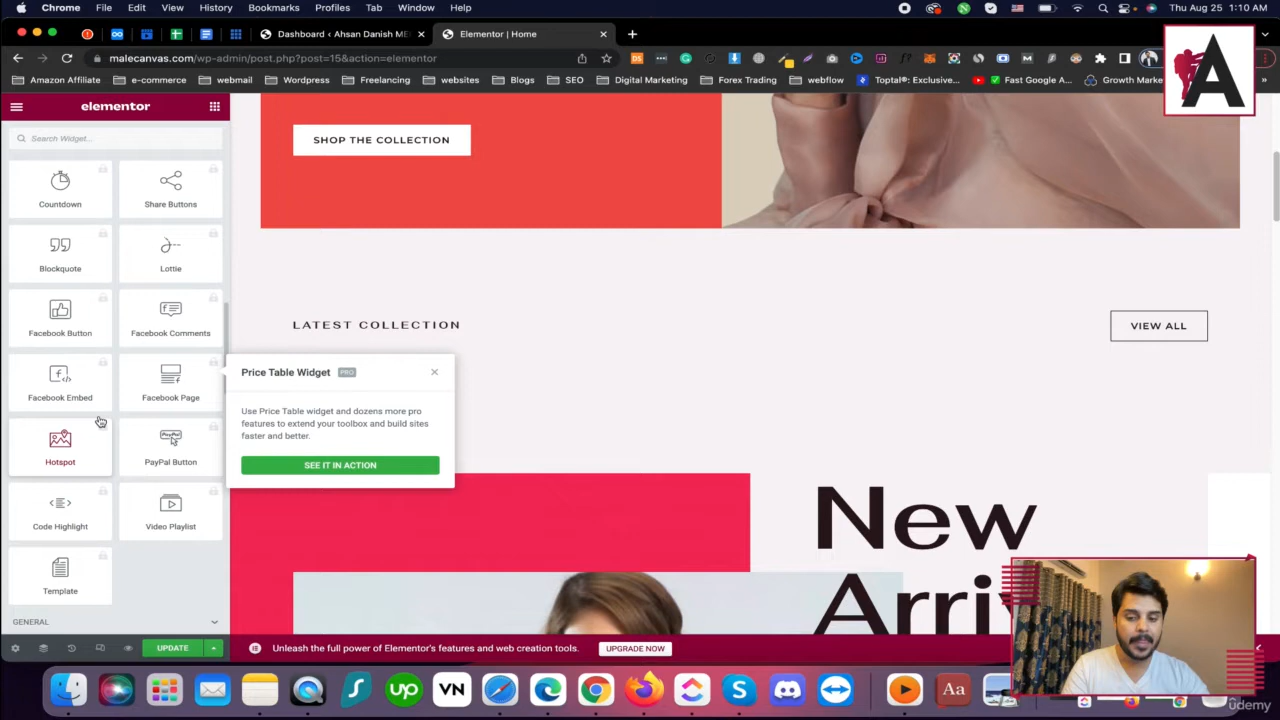 Chrome File Edit View History Bookmarks Profiles Tab Window Help Thu Aug 25 1:10 AM
Dashboard ‹ Ahsan Danish ME Elementor | Home
malecanvas.com/wp-admin/post.php?post=15&action=elementor
Amazon Affiliate e-commerce webmail Wordpress Freelancing websites Blogs SEO Digital Marketing Forex Trading webflow Toptal®: Exclusive... Fast Google A... Growth Mark
A
elementor
Search Widget...
SHOP THE COLLECTION
Countdown Share Buttons
Blockquote Lottie
LATEST COLLECTION VIEW ALL
Facebook Button Facebook Comments
Facebook Embed Facebook Page
Price Table Widget PRO
Use Price Table widget and dozens more pro
features to extend your toolbox and build sites
faster and better.
SEE IT IN ACTION
Hotspot PayPal Button
Code Highlight Video Playlist
Template
New
Arri
GENERAL
UPDATE
Unleash the full power of Elementor's features and web creation tools. UPGRADE NOW
up VN Aa
udemy